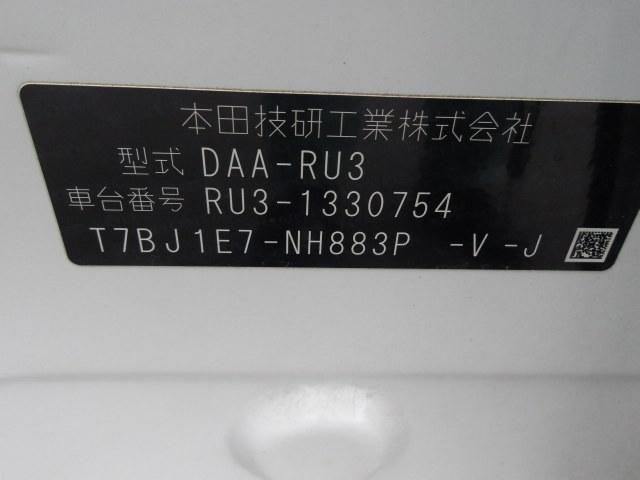 本田技研工業株式会社
型式 DAA-RU3
車台番号 RU3-1330754
T7BJ1E7-NH883P -V-J